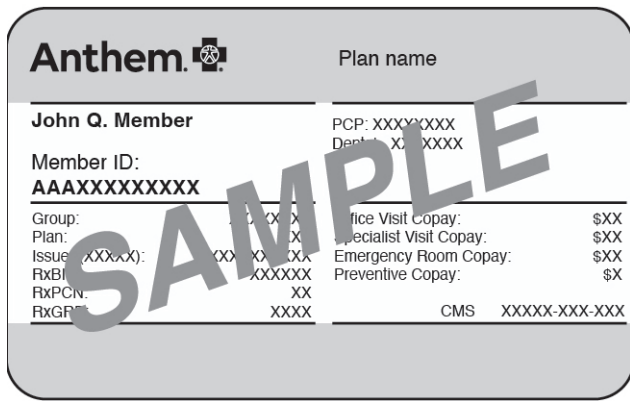 Anthem.
Plan name
John Q. Member
Member ID:
AAAXXXXXXXXX
PCP: XXXXXXXX
Group:
Plan:
RxPCN: XX
XXXXXX
XXXX
Office Visit Copay: $XX
Specialist Visit Copay: $XX
Emergency Room Copay: $XX
Preventive Copay: $X
CMS XXXXX-XXX-XXX
SAMPLE